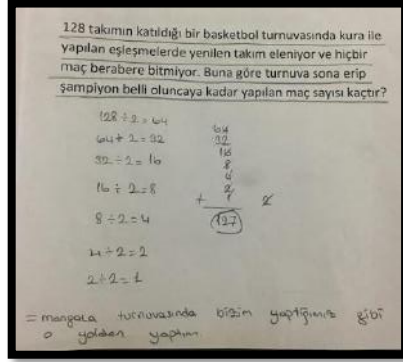 128 takımın katıldığı bir basketbol turnuvasında kura ile
yapılan eşleşmelerde yenilen takım eleniyor ve hiçbir
maç berabere bitmiyor. Buna göre turnuva sona erip
şampiyon belli oluncaya kadar yapılan maç sayısı kaçtır?
128 ÷ 2 = 64
64 ÷ 2 = 32
32 ÷ 2 = 16
16 ÷ 2 = 8
8 ÷ 2 = 4
4 ÷ 2 = 2
2 ÷ 2 = 1
64
32
16
8
4
2
+ 1
127
= mangala turnuvasında bizim yaptığımız gibi
o yoldan yaptım